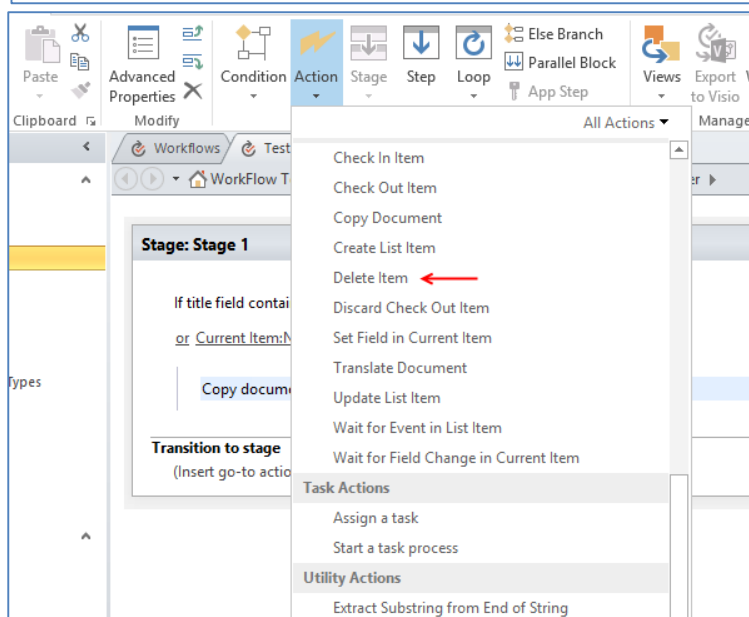 Paste
Clipboard
Advanced
Properties
Modify
Condition
Action
Stage
Step
Loop
Else Branch
Parallel Block
App Step
Views
Export
to Visio
Manage
All Actions
Workflows
Test
WorkFlow T
er
Types
Stage: Stage 1
If title field contai
or Current Item:N
Copy docume
Transition to stage
(Insert go-to actio
Check In Item
Check Out Item
Copy Document
Create List Item
Delete Item
Discard Check Out Item
Set Field in Current Item
Translate Document
Update List Item
Wait for Event in List Item
Wait for Field Change in Current Item
Task Actions
Assign a task
Start a task process
Utility Actions
Extract Substring from End of String